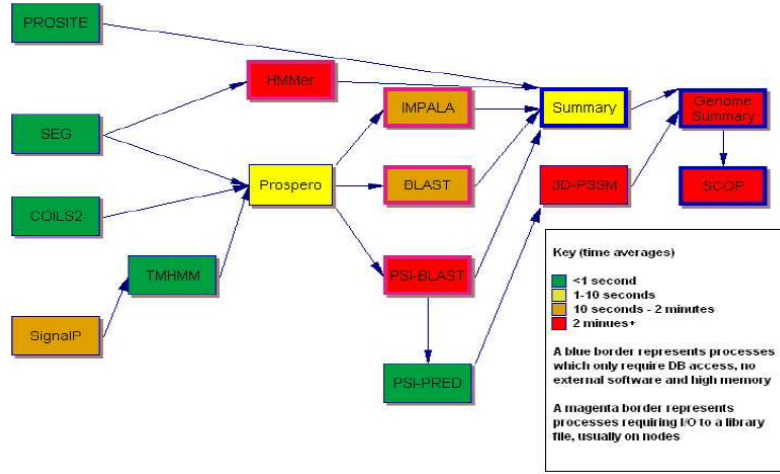 PROSITE
HMMer
IMPALA
Summary
Genome
Summary
SEG
Prospero
BLAST
3D-PSSM
SCOP
COILS2
TMHMM
PSI-BLAST
SignalP
PSI-PRED
Key (time averages)
<1 second
1-10 seconds
10 seconds - 2 minutes
2 minues+
A blue border represents processes
which only require DB access, no
external software and high memory
A magenta border represents
processes requiring I/O to a library
file, usually on nodes